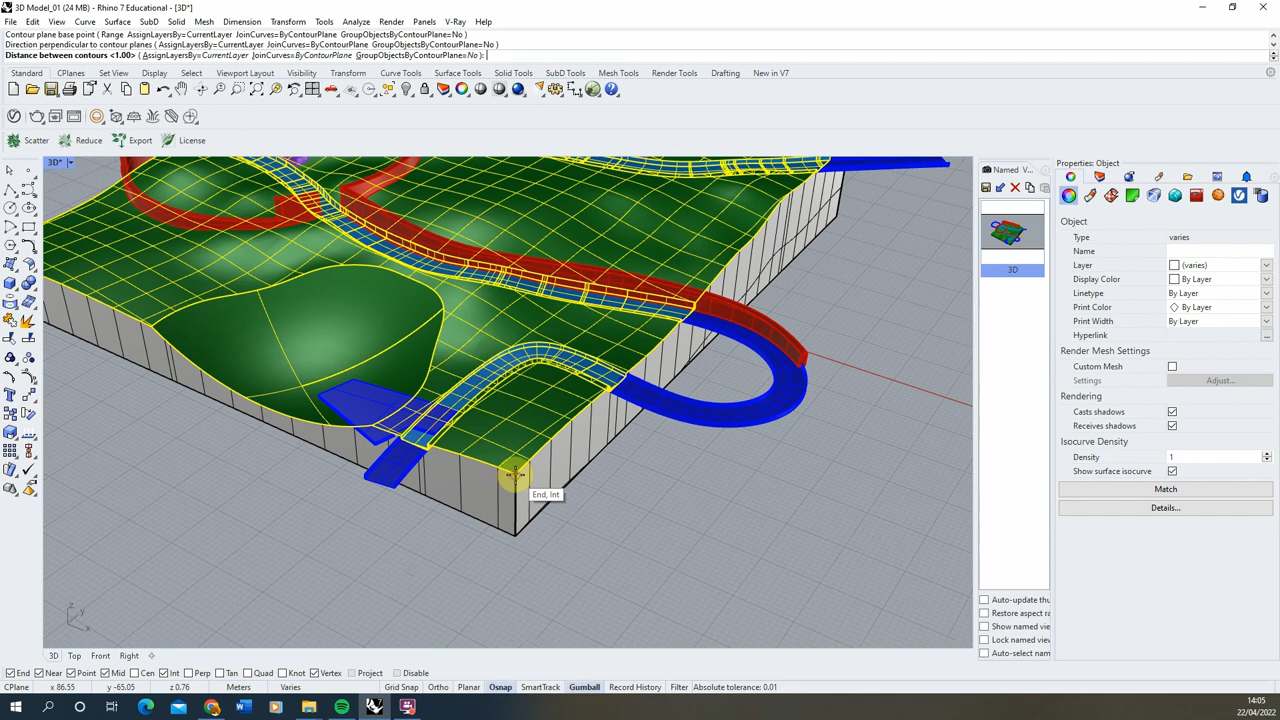 3D Model_01 (24 MB) - Rhino 7 Educational - [3D*]
File Edit View Curve Surface SubD Solid Mesh Dimension Transform Tools Analyze Render Panels V-Ray Help
Contour plane base point ( Range AssignLayersBy=CurrentLayer JoinCurves=ByContourPlane GroupObjectsByContourPlane=No )
Direction perpendicular to contour planes ( AssignLayersBy=CurrentLayer JoinCurves=ByContourPlane GroupObjectsByContourPlane=No )
Distance between contours <1.00> ( AssignLayersBy=CurrentLayer JoinCurves=ByContourPlane GroupObjectsByContourPlane=No ):
Standard CPlanes Set View Display Select Viewport Layout Visibility Transform Curve Tools Surface Tools Solid Tools SubD Tools Mesh Tools Render Tools Drafting New in V7
Scatter Reduce Export License
3D*
Named V...
Properties: Object
Object
Type varies
Name
Layer (varies)
Display Color By Layer
Linetype By Layer
Print Color By Layer
Print Width By Layer
Hyperlink ...
Render Mesh Settings
Custom Mesh
Settings Adjust...
Rendering
Casts shadows
Receives shadows
Isocurve Density
Density 1
Show surface isocurve
Match
Details...
3D
End, Int
Auto-update thu
Restore aspect ra
Show named vie
Lock named view
Auto-select nam
z y x
3D Top Front Right
End Near Point Mid Cen Int Perp Tan Quad Knot Vertex Project Disable
CPlane x 86.55 y -65.05 z 0.76 Meters Varies Grid Snap Ortho Planar Osnap SmartTrack Gumball Record History Filter Absolute tolerance: 0.01
14:05
22/04/2022